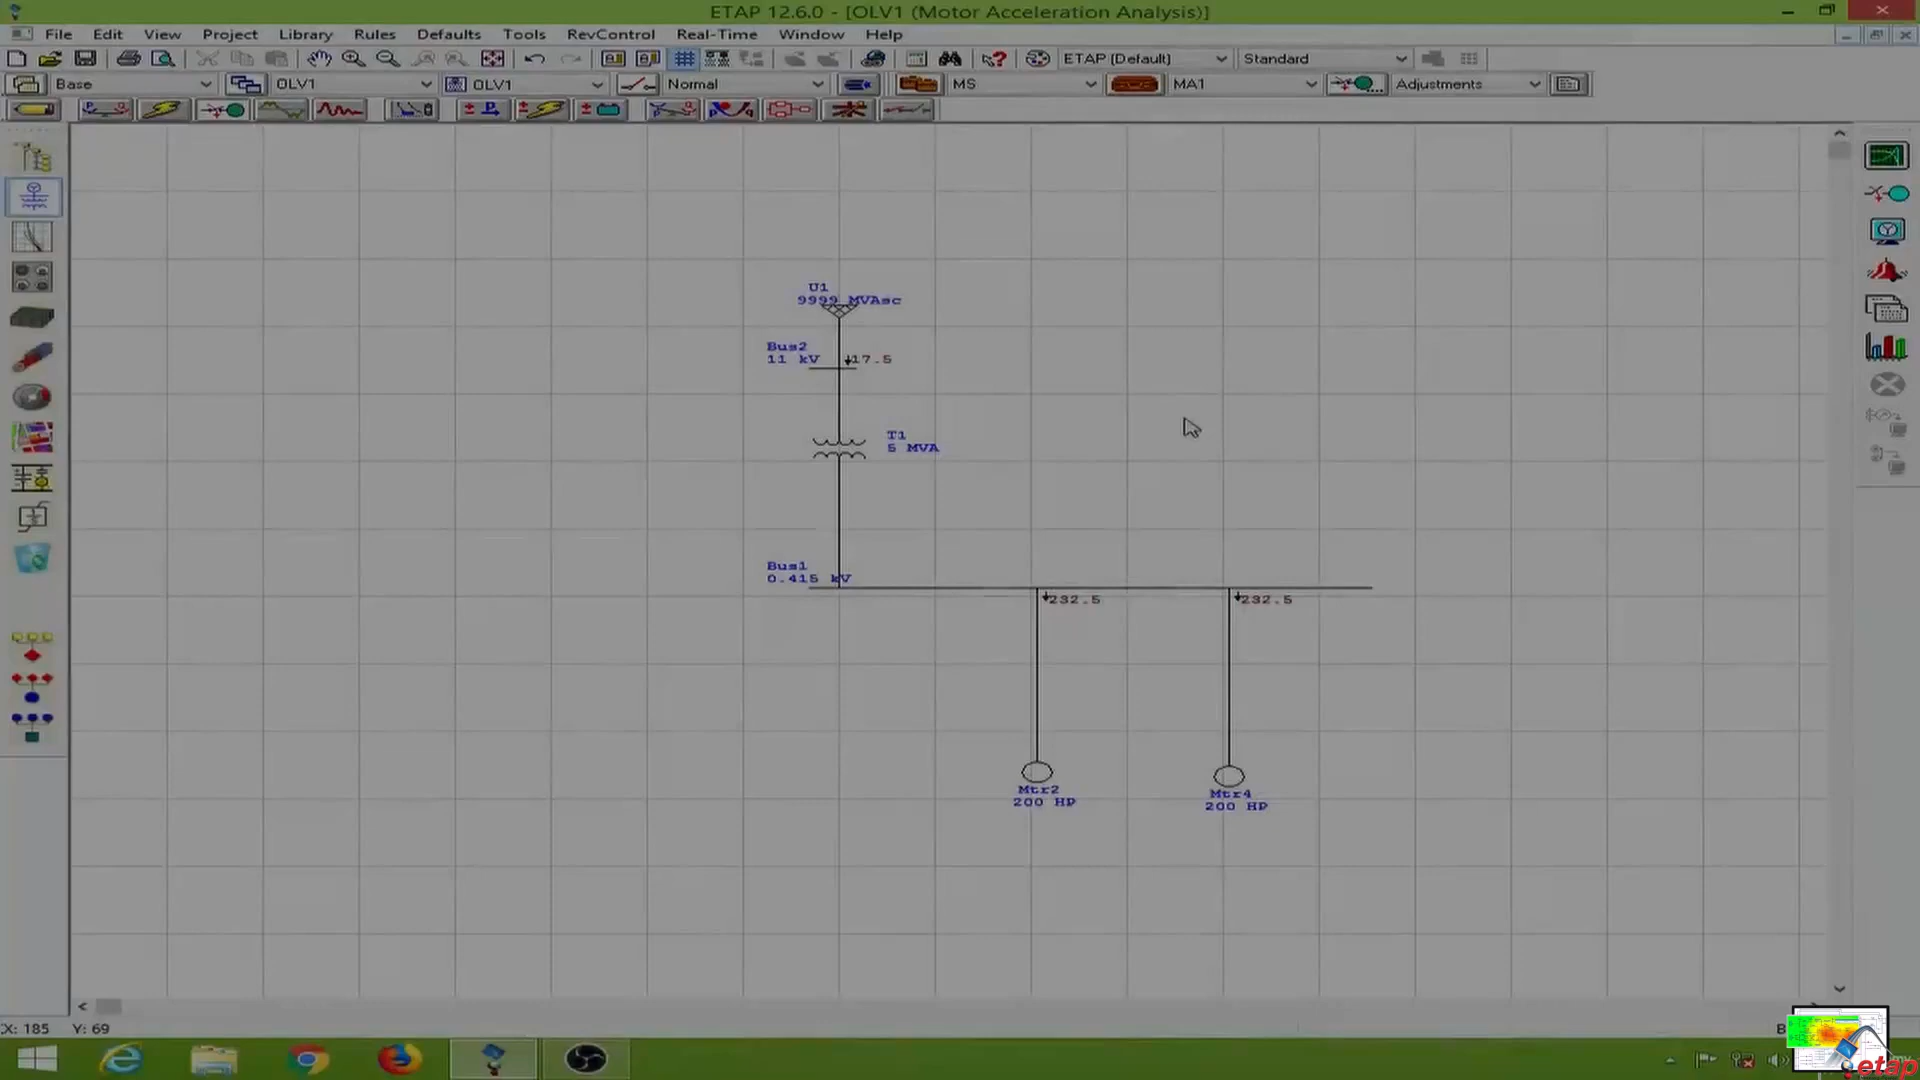 ETAP 12.6.0 - [OLV1 (Motor Acceleration Analysis)]
File Edit View Project Library Rules Defaults Tools RevControl Real-Time Window Help
ETAP (Default) Standard
Base OLV1 OLV1 Normal MS MA1 Adjustments
U1
9999 MVAsc
Bus2
11 kV 17.5
T1
5 MVA
Bus1
0.415 kV
232.5 232.5
Mtr2
200 HP
Mtr4
200 HP
X: 185 Y: 69
etap